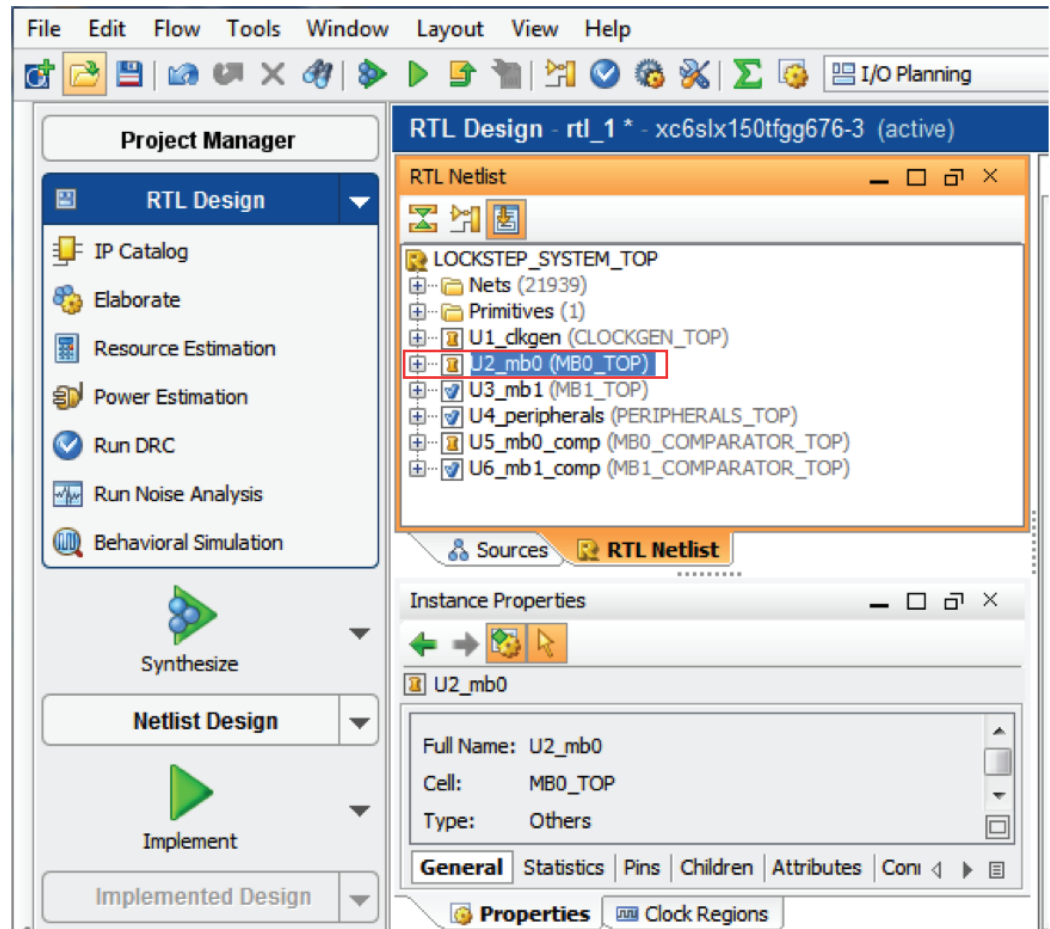 File Edit Flow Tools Window Layout View Help
I/O Planning
Project Manager
RTL Design
IP Catalog
Elaborate
Resource Estimation
Power Estimation
Run DRC
Run Noise Analysis
Behavioral Simulation
Synthesize
Netlist Design
Implement
Implemented Design
RTL Design - rtl_1 * - xc6slx150tfgg676-3 (active)
RTL Netlist
LOCKSTEP_SYSTEM_TOP
Nets (21939)
Primitives (1)
U1_clkgen (CLOCKGEN_TOP)
U2_mb0 (MB0_TOP)
U3_mb1 (MB1_TOP)
U4_peripherals (PERIPHERALS_TOP)
U5_mb0_comp (MB0_COMPARATOR_TOP)
U6_mb1_comp (MB1_COMPARATOR_TOP)
Sources RTL Netlist
Instance Properties
U2_mb0
Full Name: U2_mb0
Cell: MB0_TOP
Type: Others
General Statistics Pins Children Attributes
Properties Clock Regions